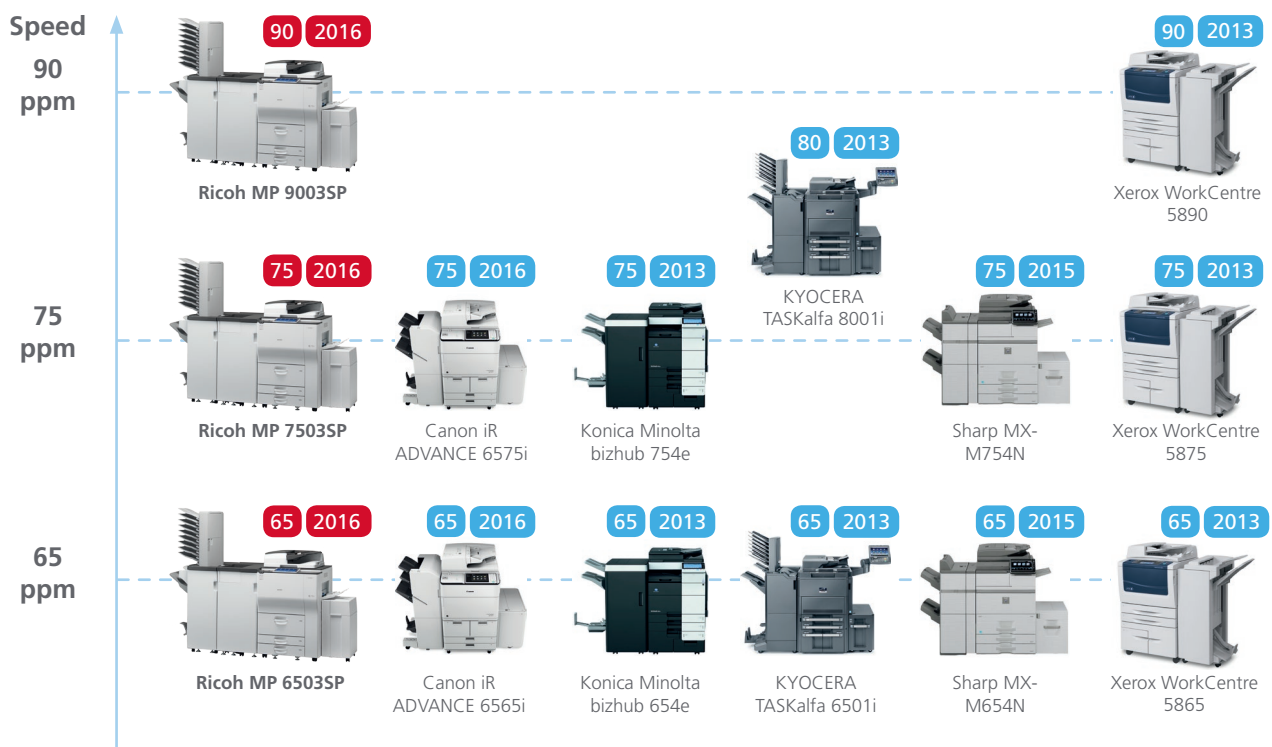 Speed
90
ppm
90 2016
90 2013
Ricoh MP 9003SP
80 2013
Xerox WorkCentre
5890
KYOCERA
TASKalfa 8001i
75
ppm
75 2016
75 2016
75 2013
75 2015
75 2013
Ricoh MP 7503SP
Canon iR
ADVANCE 6575i
Konica Minolta
bizhub 754e
Sharp MX-
M754N
Xerox WorkCentre
5875
65
ppm
65 2016
65 2016
65 2013
65 2013
65 2015
65 2013
Ricoh MP 6503SP
Canon iR
ADVANCE 6565i
Konica Minolta
bizhub 654e
KYOCERA
TASKalfa 6501i
Sharp MX-
M654N
Xerox WorkCentre
5865